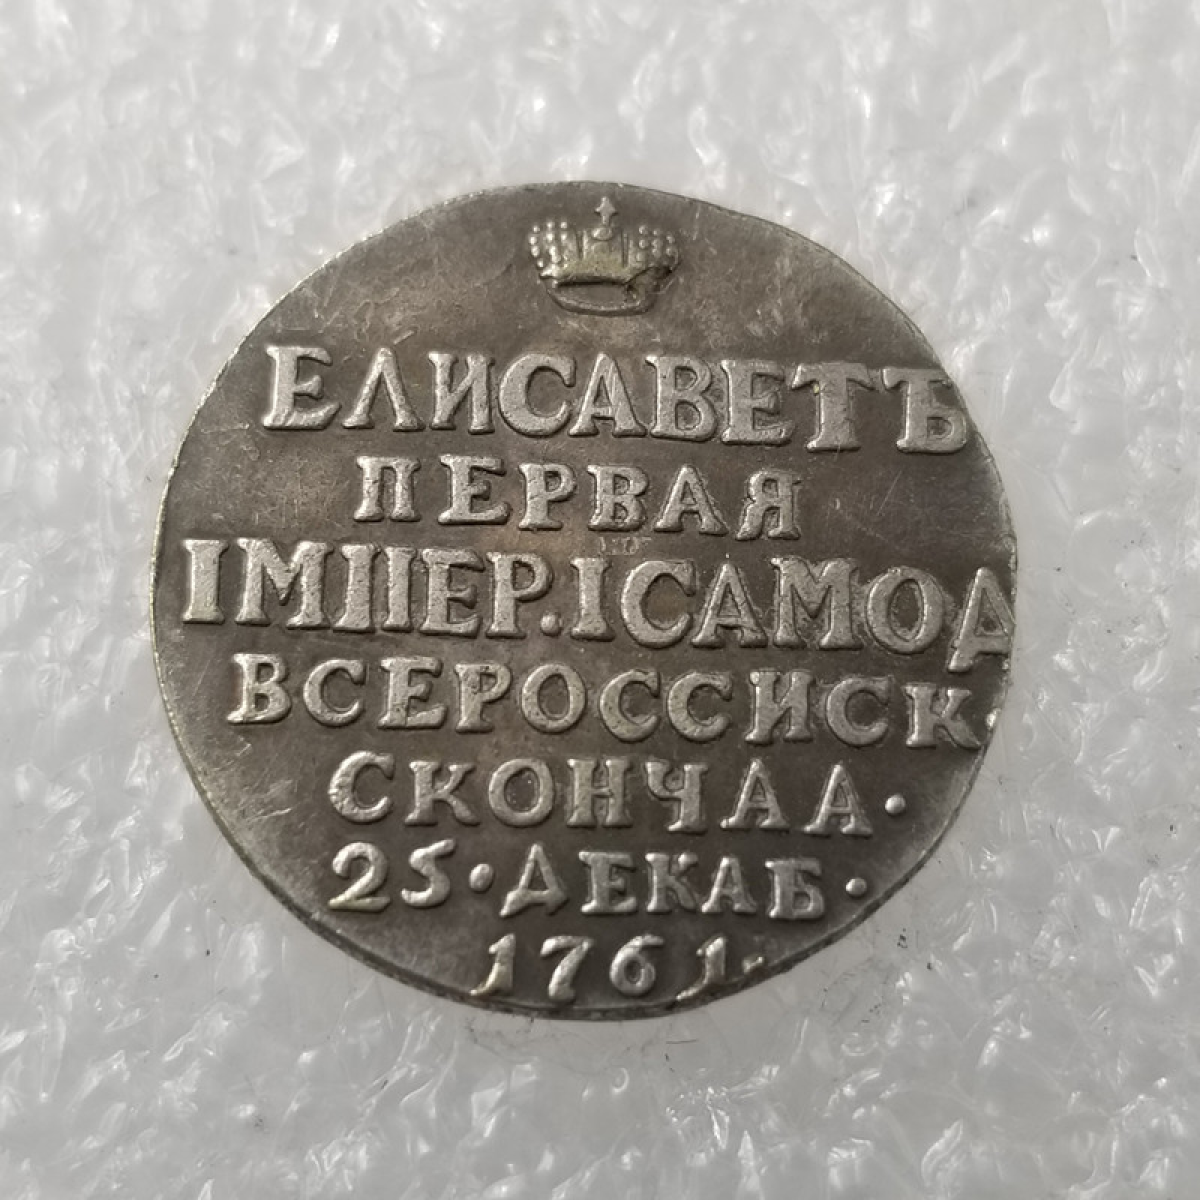 ЕЛИСАВЕТЪ
ПЕРВАЯ
IМПЕР.IСАМОД
ВСЕРОССИСК.
СКОНЧАА·
25·ДЕКАБ·
1761·